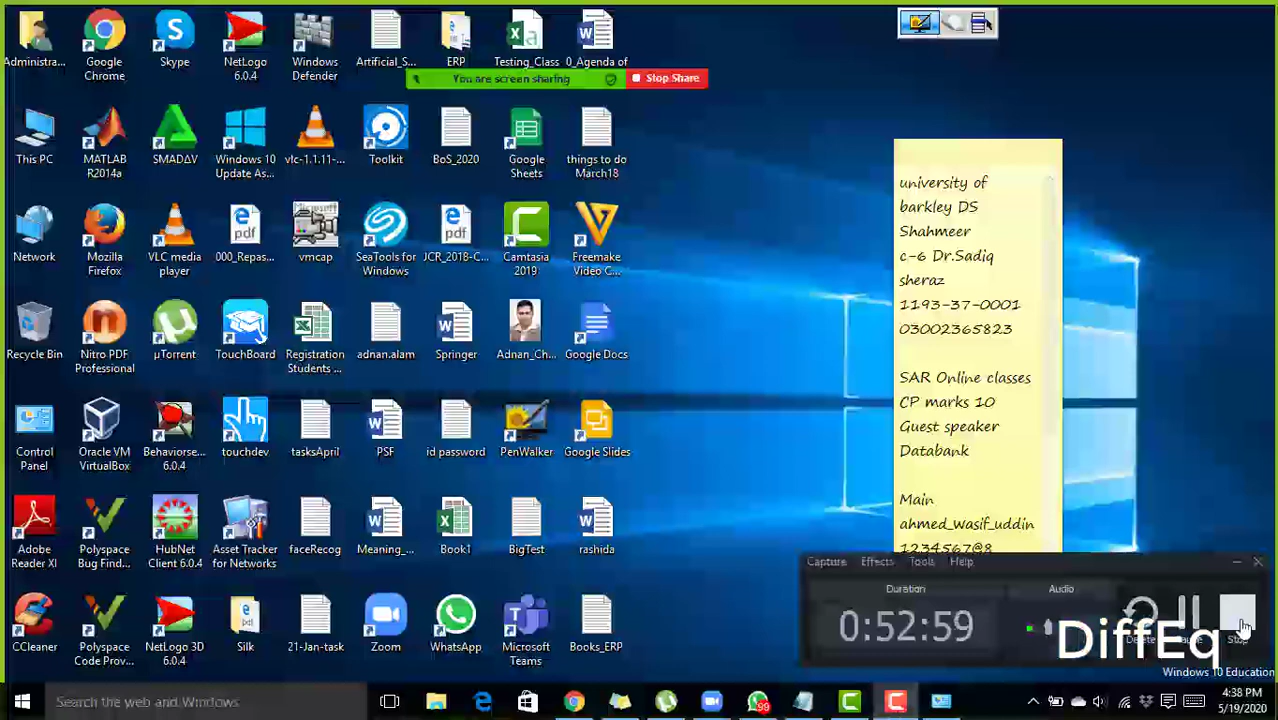 You are screen sharing
Stop Share
Administra...
Google Chrome
Skype
NetLogo 6.0.4
Windows Defender
Artificial_S...
ERP
Testing_Class
0_Agenda of
This PC
MATLAB R2014a
SMADΔV
Windows 10 Update As...
vlc-1.1.11-...
Toolkit
BoS_2020
Google Sheets
things to do March18
Network
Mozilla Firefox
VLC media player
000_Repas...
vmcap
SeaTools for Windows
JCR_2018-C...
Camtasia 2019
Freemake Video C...
Recycle Bin
Nitro PDF Professional
µTorrent
TouchBoard
Registration Students ...
adnan.alam
Springer
Adnan_Ch...
Google Docs
Control Panel
Oracle VM VirtualBox
Behaviorse... 6.0.4
touchdev
tasksApril
PSF
id password
PenWalker
Google Slides
Adobe Reader XI
Polyspace Bug Find...
HubNet Client 6.0.4
Asset Tracker for Networks
faceRecog
Meaning_...
Book1
BigTest
rashida
CCleaner
Polyspace Code Prov...
NetLogo 3D 6.0.4
Silk
21-Jan-task
Zoom
WhatsApp
Microsoft Teams
Books_ERP
university of
barkley DS
Shahmeer
c-6 Dr.Sadiq
sheraz
1193-37-0001
03002365823
SAR Online classes
CP marks 10
Guest speaker
Databank
Main
ahmed_wasif_uddin
1234567@8
Capture Effects Tools Help
Duration Audio
0:52:59
Delete Pause Stop
DiffEq
Windows 10 Education
Search the web and Windows
99
4:38 PM
5/19/2020